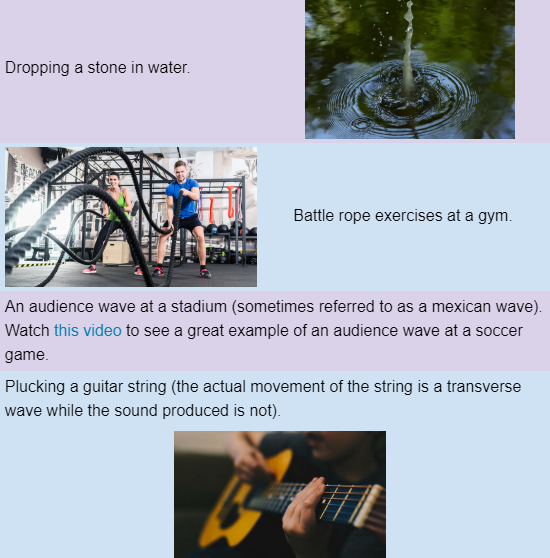 Dropping a stone in water.
Battle rope exercises at a gym.
An audience wave at a stadium (sometimes referred to as a mexican wave).
Watch this video to see a great example of an audience wave at a soccer
game.
Plucking a guitar string (the actual movement of the string is a transverse
wave while the sound produced is not).